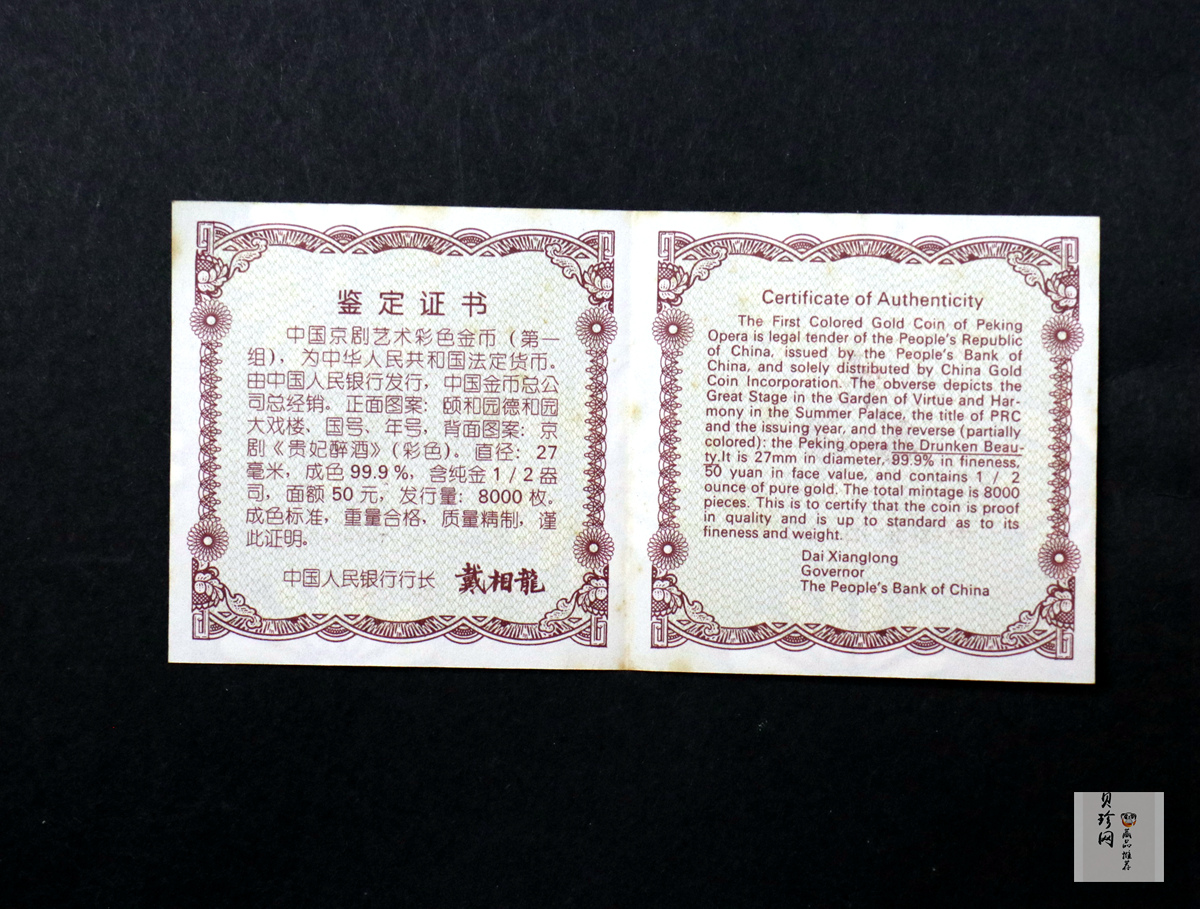 鉴定证书
中国京剧艺术彩色金币（第一
组），为中华人民共和国法定货币。
由中国人民银行发行，中国金币总公
司总经销。正面图案：颐和园德和园
大戏楼、国号、年号，背面图案：京
剧《贵妃醉酒》（彩色）。直径：27
毫米，成色99.9%，含纯金1/2盎
司，面额50元，发行量：8000枚。
成色标准，重量合格，质量精制，谨
此证明。
中国人民银行行长 戴相龍
Certificate of Authenticity
The First Colored Gold Coin of Peking
Opera is legal tender of the People's Republic
of China, issued by the People's Bank of
China, and solely distributed by China Gold
Coin Incorporation. The obverse depicts the
Great Stage in the Garden of Virtue and Har-
mony in the Summer Palace, the title of PRC
and the issuing year, and the reverse (partially
colored): the Peking opera the Drunken Beau-
ty.It is 27mm in diameter, 99.9% in fineness,
50 yuan in face value, and contains 1 / 2
ounce of pure gold. The total mintage is 8000
pieces. This is to certify that the coin is proof
in quality and is up to standard as to its
fineness and weight.
Dai Xianglong
Governor
The People's Bank of China
贝珍网
藏品推荐